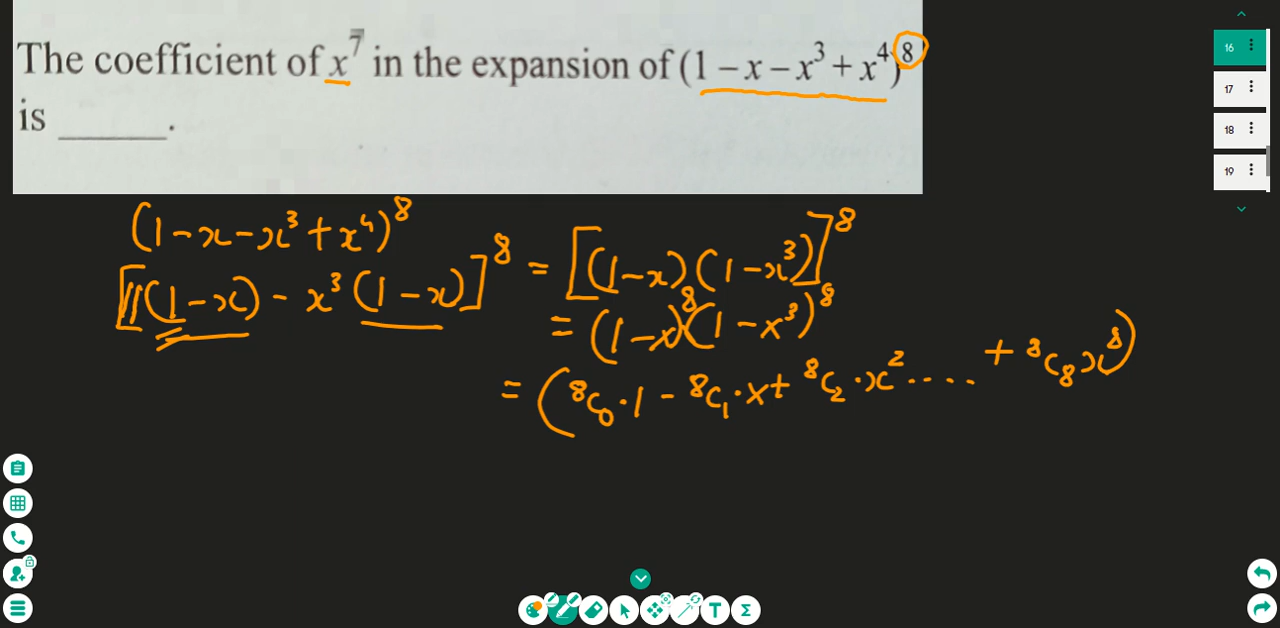 The coefficient of x⁷ in the expansion of (1 – x – x³ + x⁴)⁸
is ______.
(1-x-x³+x⁴)⁸
[(1-x) - x³(1-x)]⁸ = [(1-x)(1-x³)]⁸
= (1-x)⁸(1-x³)⁸
= (⁸C₀·1 - ⁸C₁·x + ⁸C₂·x² .... + ⁸C₈x⁸)
16
17
18
19
T
Σ